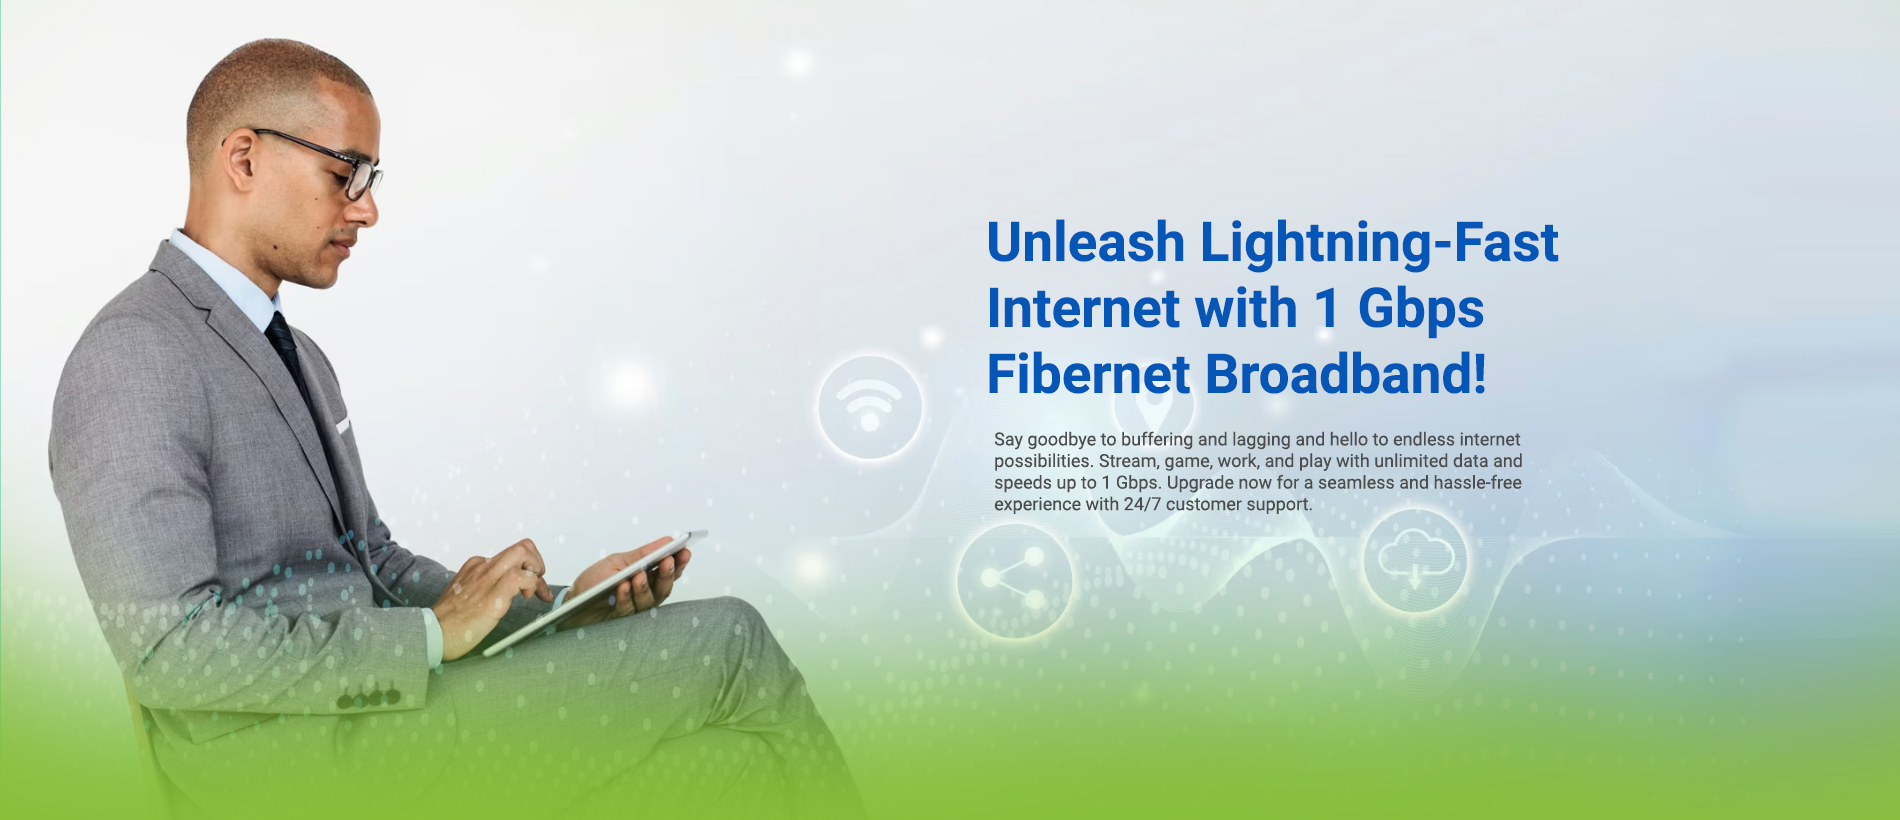 Unleash Lightning-Fast
Internet with 1 Gbps
Fibernet Broadband!
Say goodbye to buffering and lagging and hello to endless internet
possibilities. Stream, game, work, and play with unlimited data and
speeds up to 1 Gbps. Upgrade now for a seamless and hassle-free
experience with 24/7 customer support.